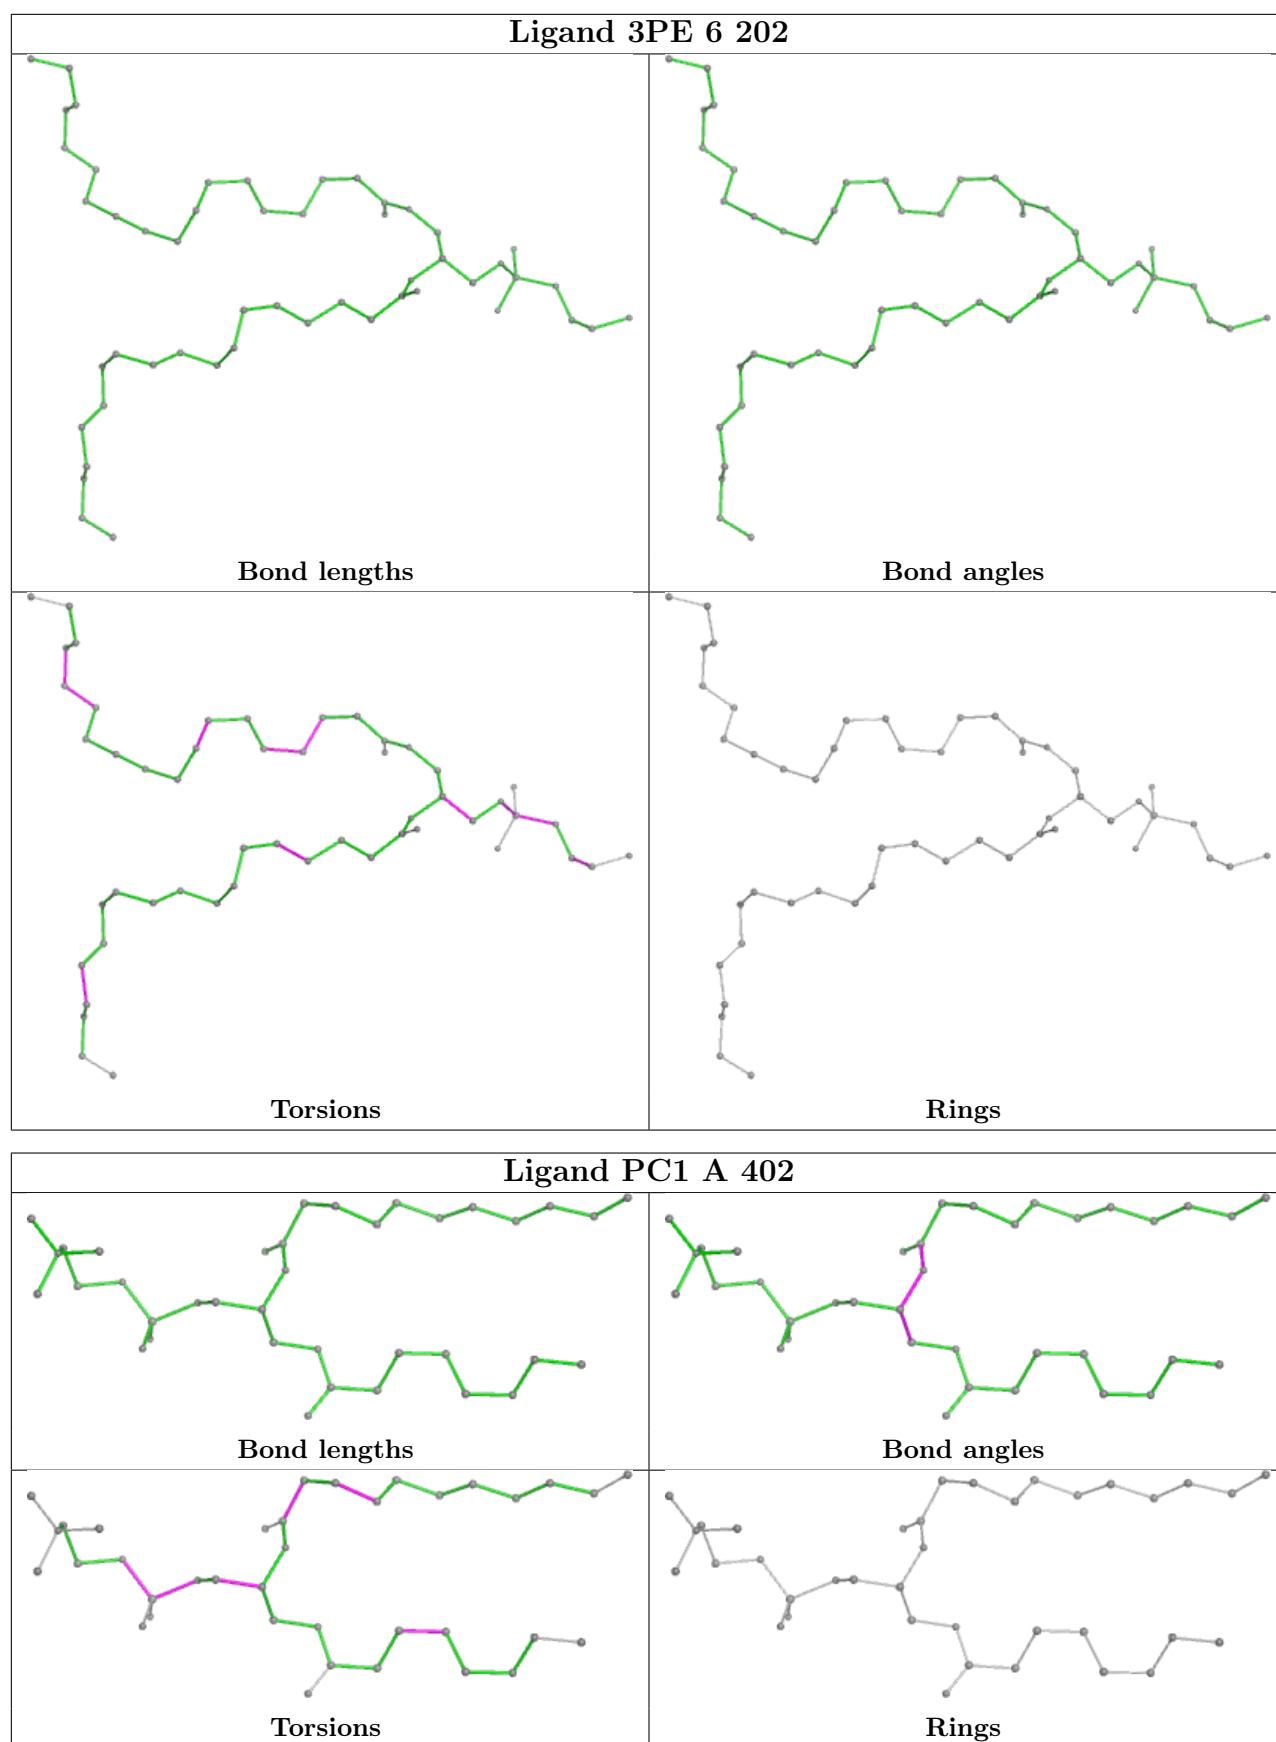 Ligand 3PE 6 202
Bond lengths
Bond angles
Torsions
Rings
Ligand PC1 A 402
Bond lengths
Bond angles
Torsions
Rings